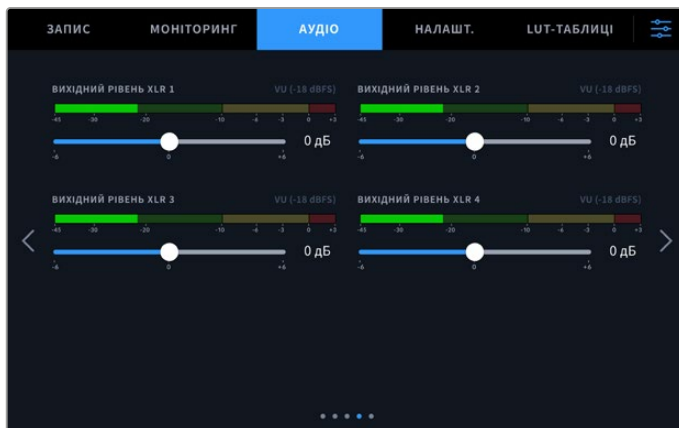 ЗАПИС МОНІТОРИНГ АУДІО НАЛАШТ. LUT-ТАБЛИЦІ
ВИХІДНИЙ РІВЕНЬ XLR 1 VU (-18 dBFS) ВИХІДНИЙ РІВЕНЬ XLR 2 VU (-18 dBFS)
-45 -30 -20 -10 -6 -3 0 +3 -45 -30 -20 -10 -6 -3 0 +3
0 дБ 0 дБ
-6 0 +6 -6 0 +6
ВИХІДНИЙ РІВЕНЬ XLR 3 VU (-18 dBFS) ВИХІДНИЙ РІВЕНЬ XLR 4 VU (-18 dBFS)
-45 -30 -20 -10 -6 -3 0 +3 -45 -30 -20 -10 -6 -3 0 +3
0 дБ 0 дБ
-6 0 +6 -6 0 +6